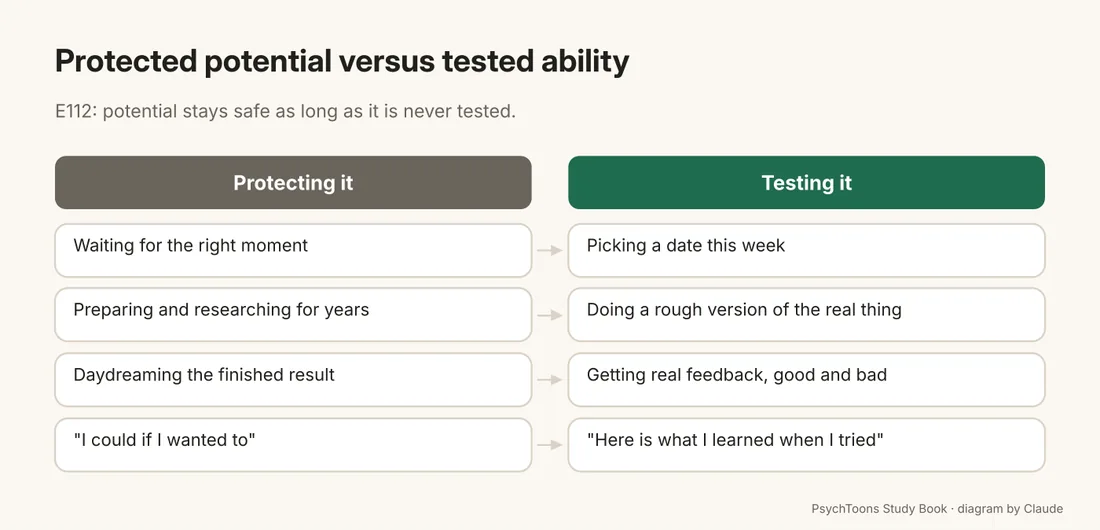 Protected potential versus tested ability
E112: potential stays safe as long as it is never tested.
Protecting it
Testing it
Waiting for the right moment
Picking a date this week
Preparing and researching for years
Doing a rough version of the real thing
Daydreaming the finished result
Getting real feedback, good and bad
"I could if I wanted to"
"Here is what I learned when I tried"
PsychToons Study Book · diagram by Claude